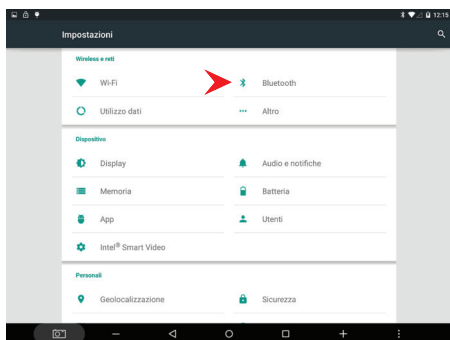 12:15
Impostazioni
Wireless e reti
Wi-Fi
Bluetooth
Utilizzo dati
Altro
Dispositivo
Display
Audio e notifiche
Memoria
Batteria
App
Utenti
Intel® Smart Video
Personali
Geolocalizzazione
Sicurezza